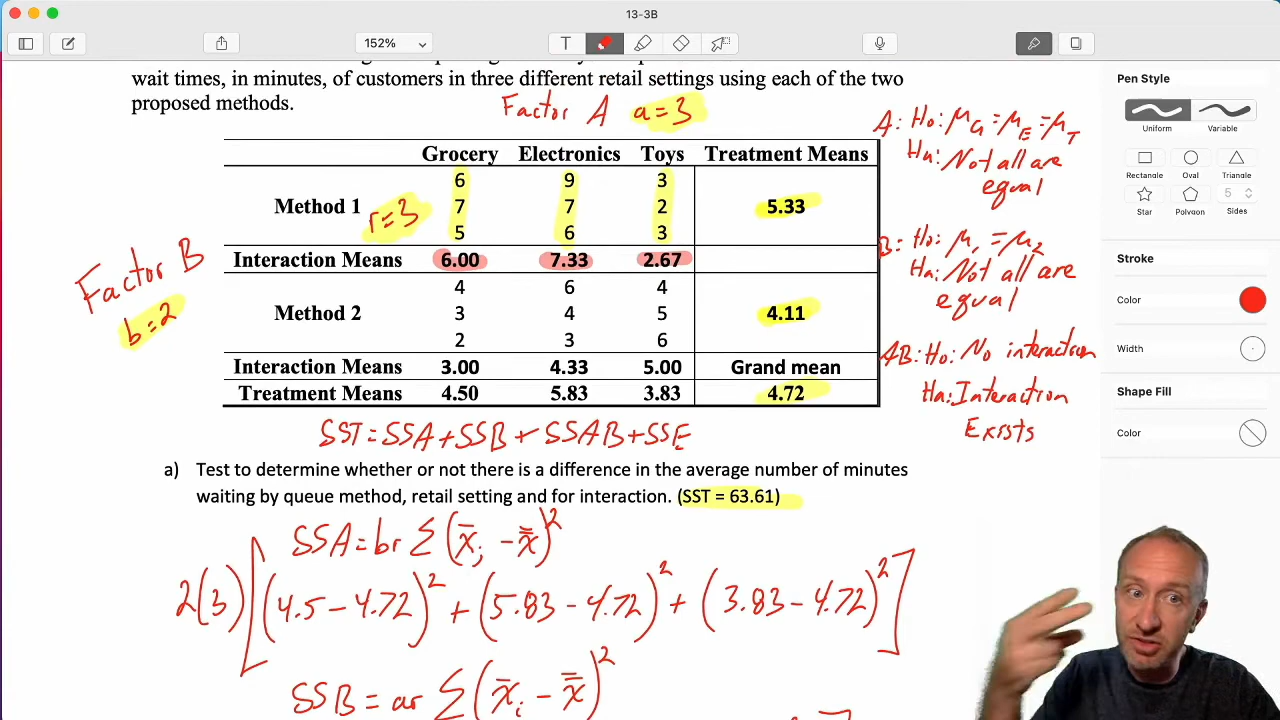 13-3B
152%
T
wait times, in minutes, of customers in three different retail settings using each of the two
proposed methods.
Factor A a=3
Grocery Electronics Toys Treatment Means
6 9 3
Method 1 r=3 7 7 2 5.33
5 6 3
Interaction Means 6.00 7.33 2.67
4 6 4
Method 2 3 4 5 4.11
2 3 6
Interaction Means 3.00 4.33 5.00 Grand mean
Treatment Means 4.50 5.83 3.83 4.72
Factor B
b=2
A: Ho: μG = μE = μT
Ha: Not all are
equal
B: Ho: μ1 = μ2
Ha: Not all are
equal
AB: Ho: No interaction
Ha: Interaction
Exists
SST = SSA + SSB + SSAB + SSE
a) Test to determine whether or not there is a difference in the average number of minutes
waiting by queue method, retail setting and for interaction. (SST = 63.61)
SSA = br Σ(x̄j - x̿)²
2(3)[(4.5 - 4.72)² + (5.83 - 4.72)² + (3.83 - 4.72)²]
SSB = ar Σ(x̄i - x̿)²
Pen Style
Uniform Variable
Rectangle Oval Triangle
5
Star Polygon Sides
Stroke
Color
Width
Shape Fill
Color